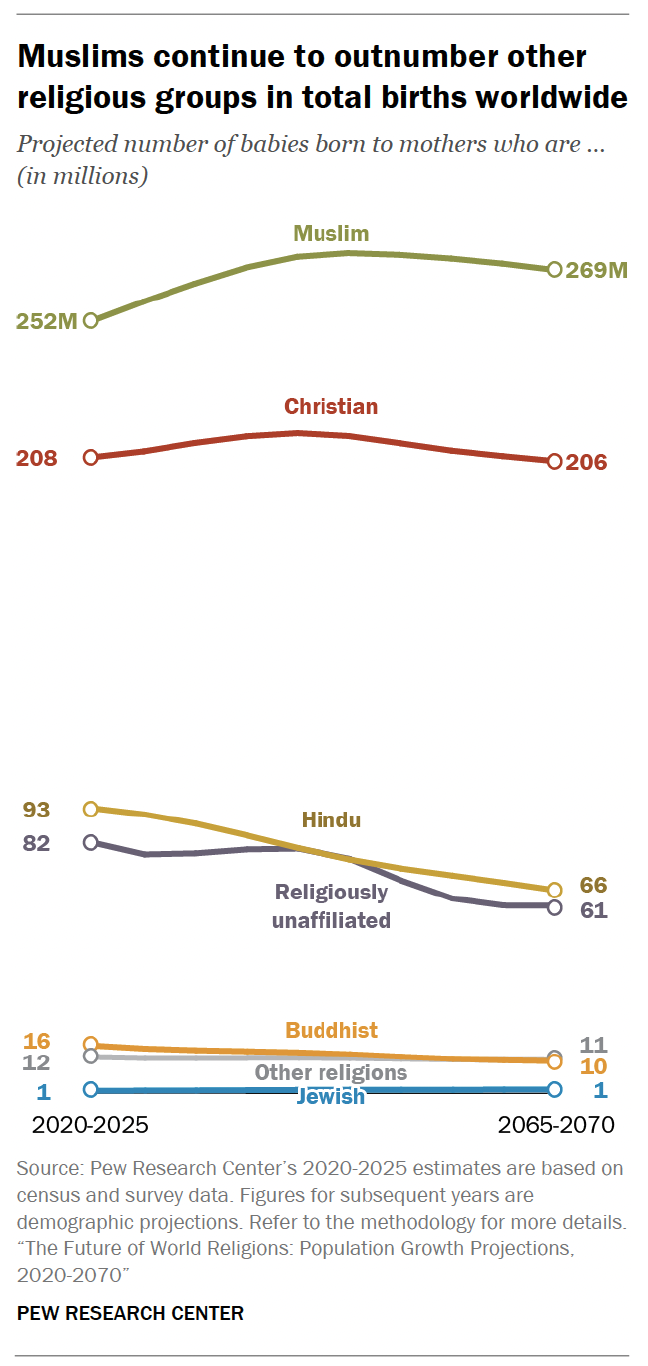 Muslims continue to outnumber other
religious groups in total births worldwide
Projected number of babies born to mothers who are ...
(in millions)
Muslim
252M
269M
Christian
208
206
93
Hindu
82
66
Religiously
unaffiliated
61
Buddhist
16
11
12
Other religions
10
1
Jewish
1
2020-2025
2065-2070
Source: Pew Research Center’s 2020-2025 estimates are based on
census and survey data. Figures for subsequent years are
demographic projections. Refer to the methodology for more details.
“The Future of World Religions: Population Growth Projections,
2020-2070”
PEW RESEARCH CENTER